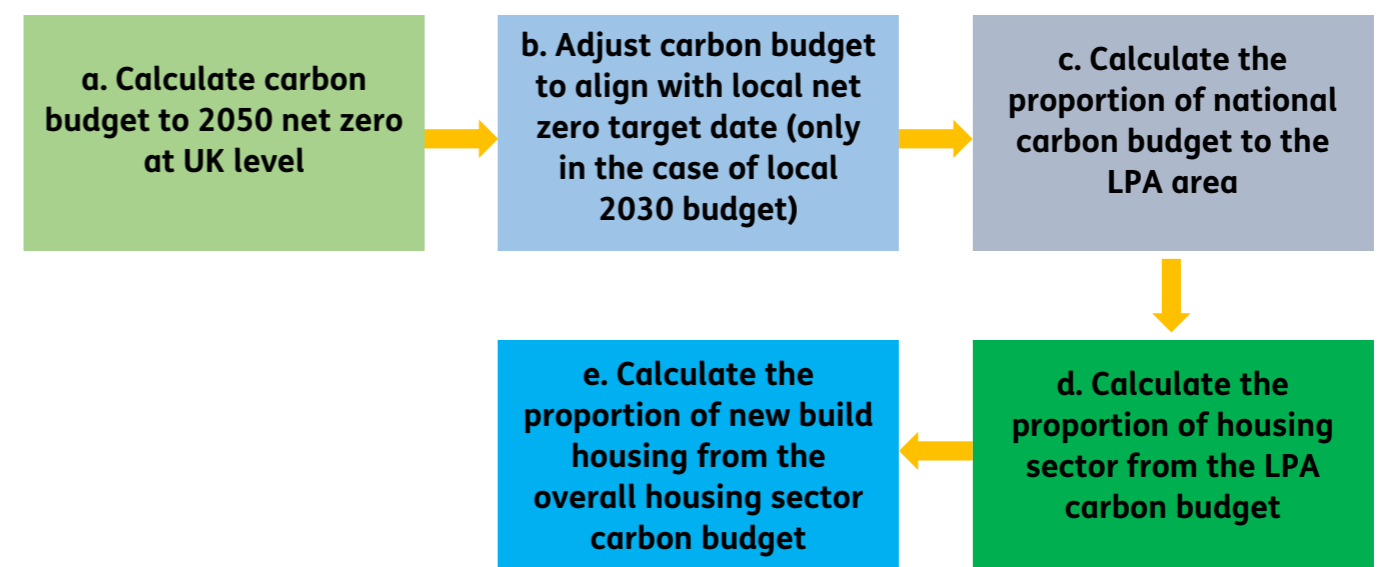 a. Calculate carbon
budget to 2050 net zero
at UK level
b. Adjust carbon budget
to align with local net
zero target date (only
in the case of local
2030 budget)
c. Calculate the
proportion of national
carbon budget to the
LPA area
d. Calculate the
proportion of housing
sector from the LPA
carbon budget
e. Calculate the
proportion of new build
housing from the
overall housing sector
carbon budget